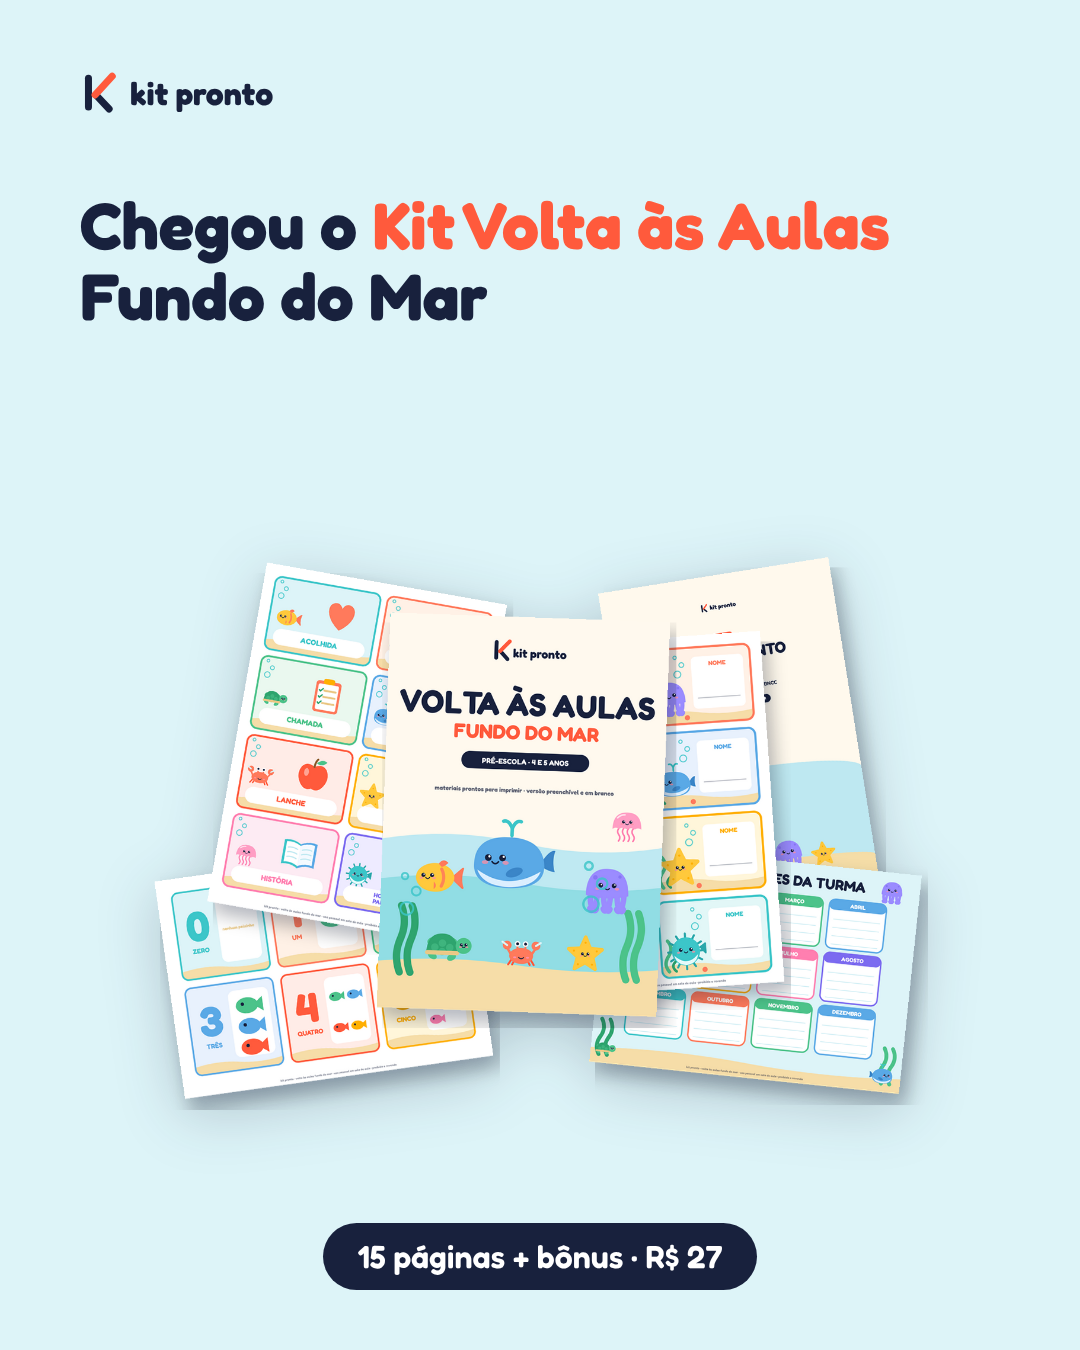 kit pronto
Chegou o Kit Volta às Aulas
Fundo do Mar
ACOLHIDA
CHAMADA
LANCHE
HISTÓRIA
kit pronto
VOLTA ÀS AULAS
FUNDO DO MAR
PRÉ-ESCOLA · 4 E 5 ANOS
materiais prontos para imprimir · versão preenchível e em branco
kit pronto
NOME
NOME
NOME
NOME
0
ZERO
UM
3
TRÊS
4
QUATRO
CINCO
DA TURMA
MARÇO
ABRIL
AGOSTO
OUTUBRO
NOVEMBRO
DEZEMBRO
15 páginas + bônus · R$ 27